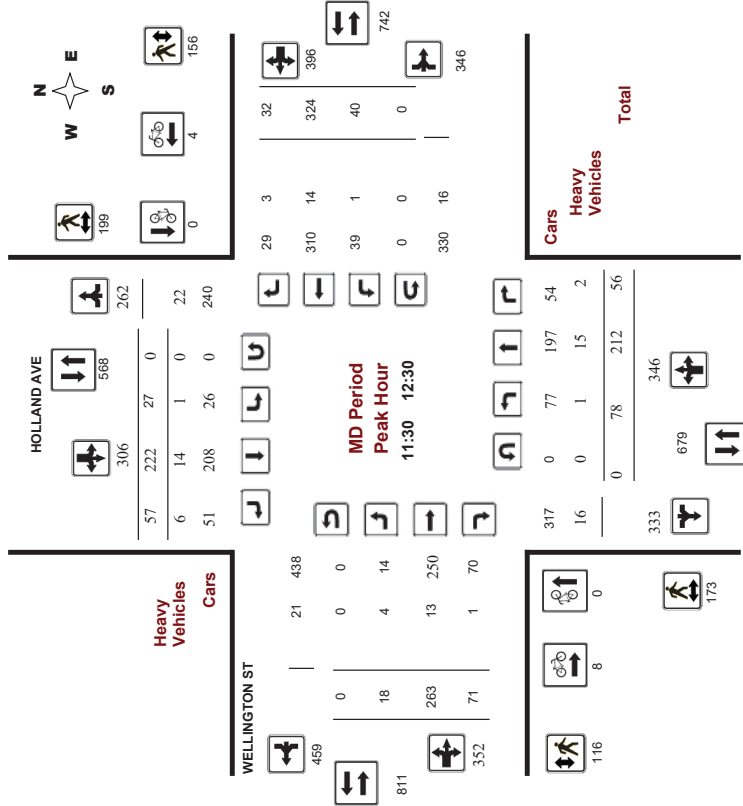 HOLLAND AVE
568
306
262
57 222 27 0
6 14 1 0 22
51 208 26 0 240
Heavy
Vehicles
Cars
N
W E
S
199
156
4
0
WELLINGTON ST
459
811
352
21 438
0 0 0
18 4 14
263 13 250
71 1 70
MD Period
Peak Hour
11:30 12:30
29 3 32
310 14 324
39 1 40
0 0 0
330 16
396
742
346
Cars
Heavy
Vehicles
Total
317 0 77 197 54
16 0 1 15 2
0 78 212 56
333
679
346
116
8
0
173